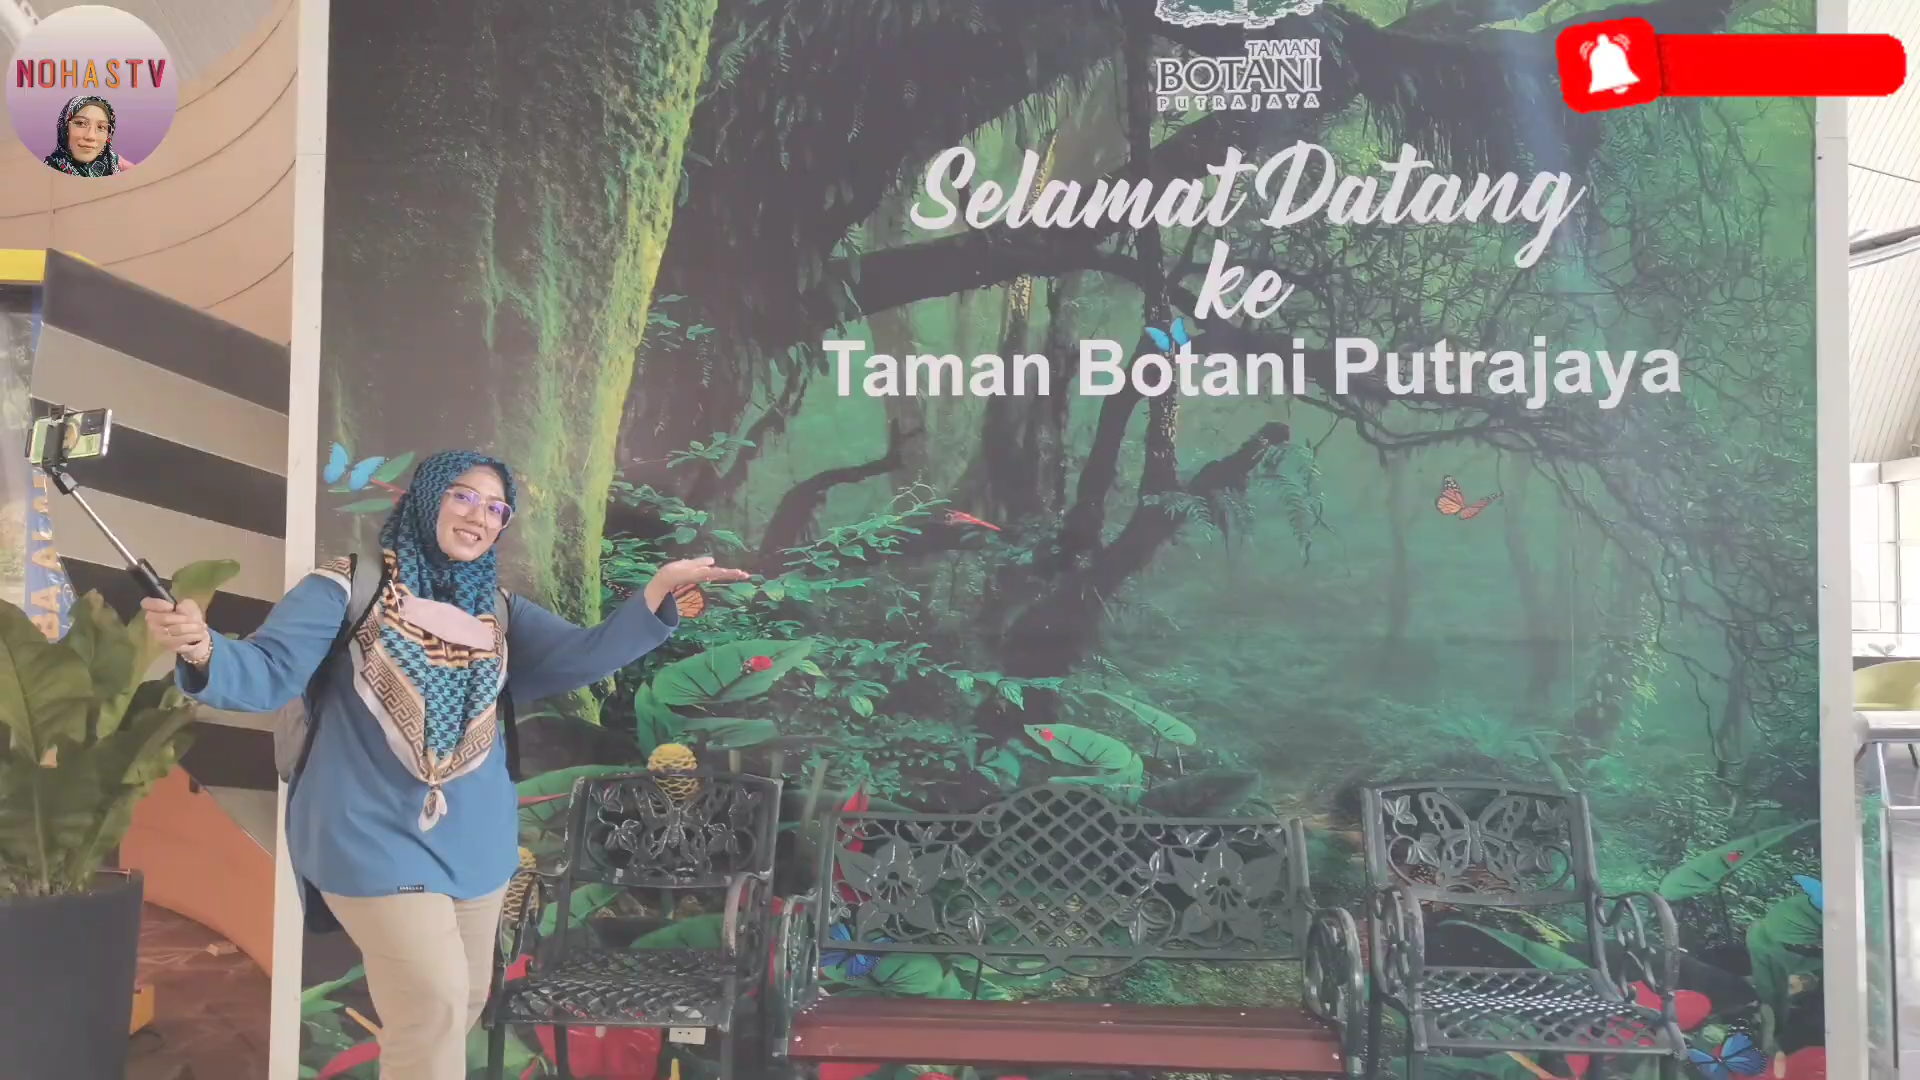 NOHASTV
TAMAN
BOTANI
PUTRAJAYA
Selamat Datang
ke
Taman Botani Putrajaya